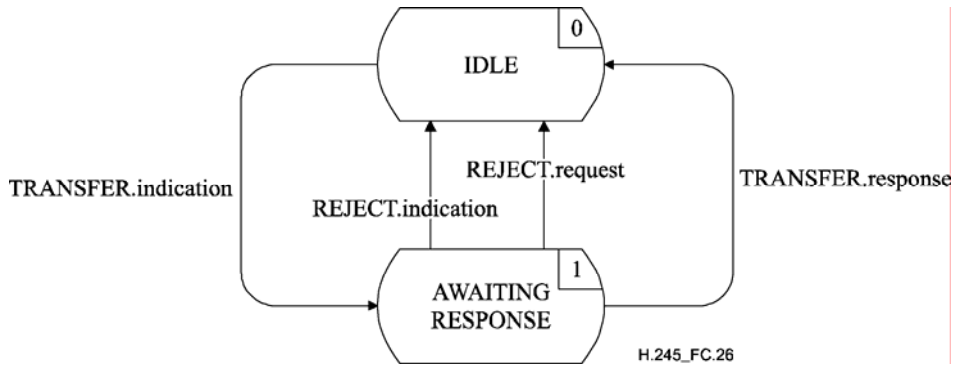 0
IDLE
REJECT.request
TRANSFER.indication
TRANSFER.response
REJECT.indication
1
AWAITING
RESPONSE
H.245_FC.26